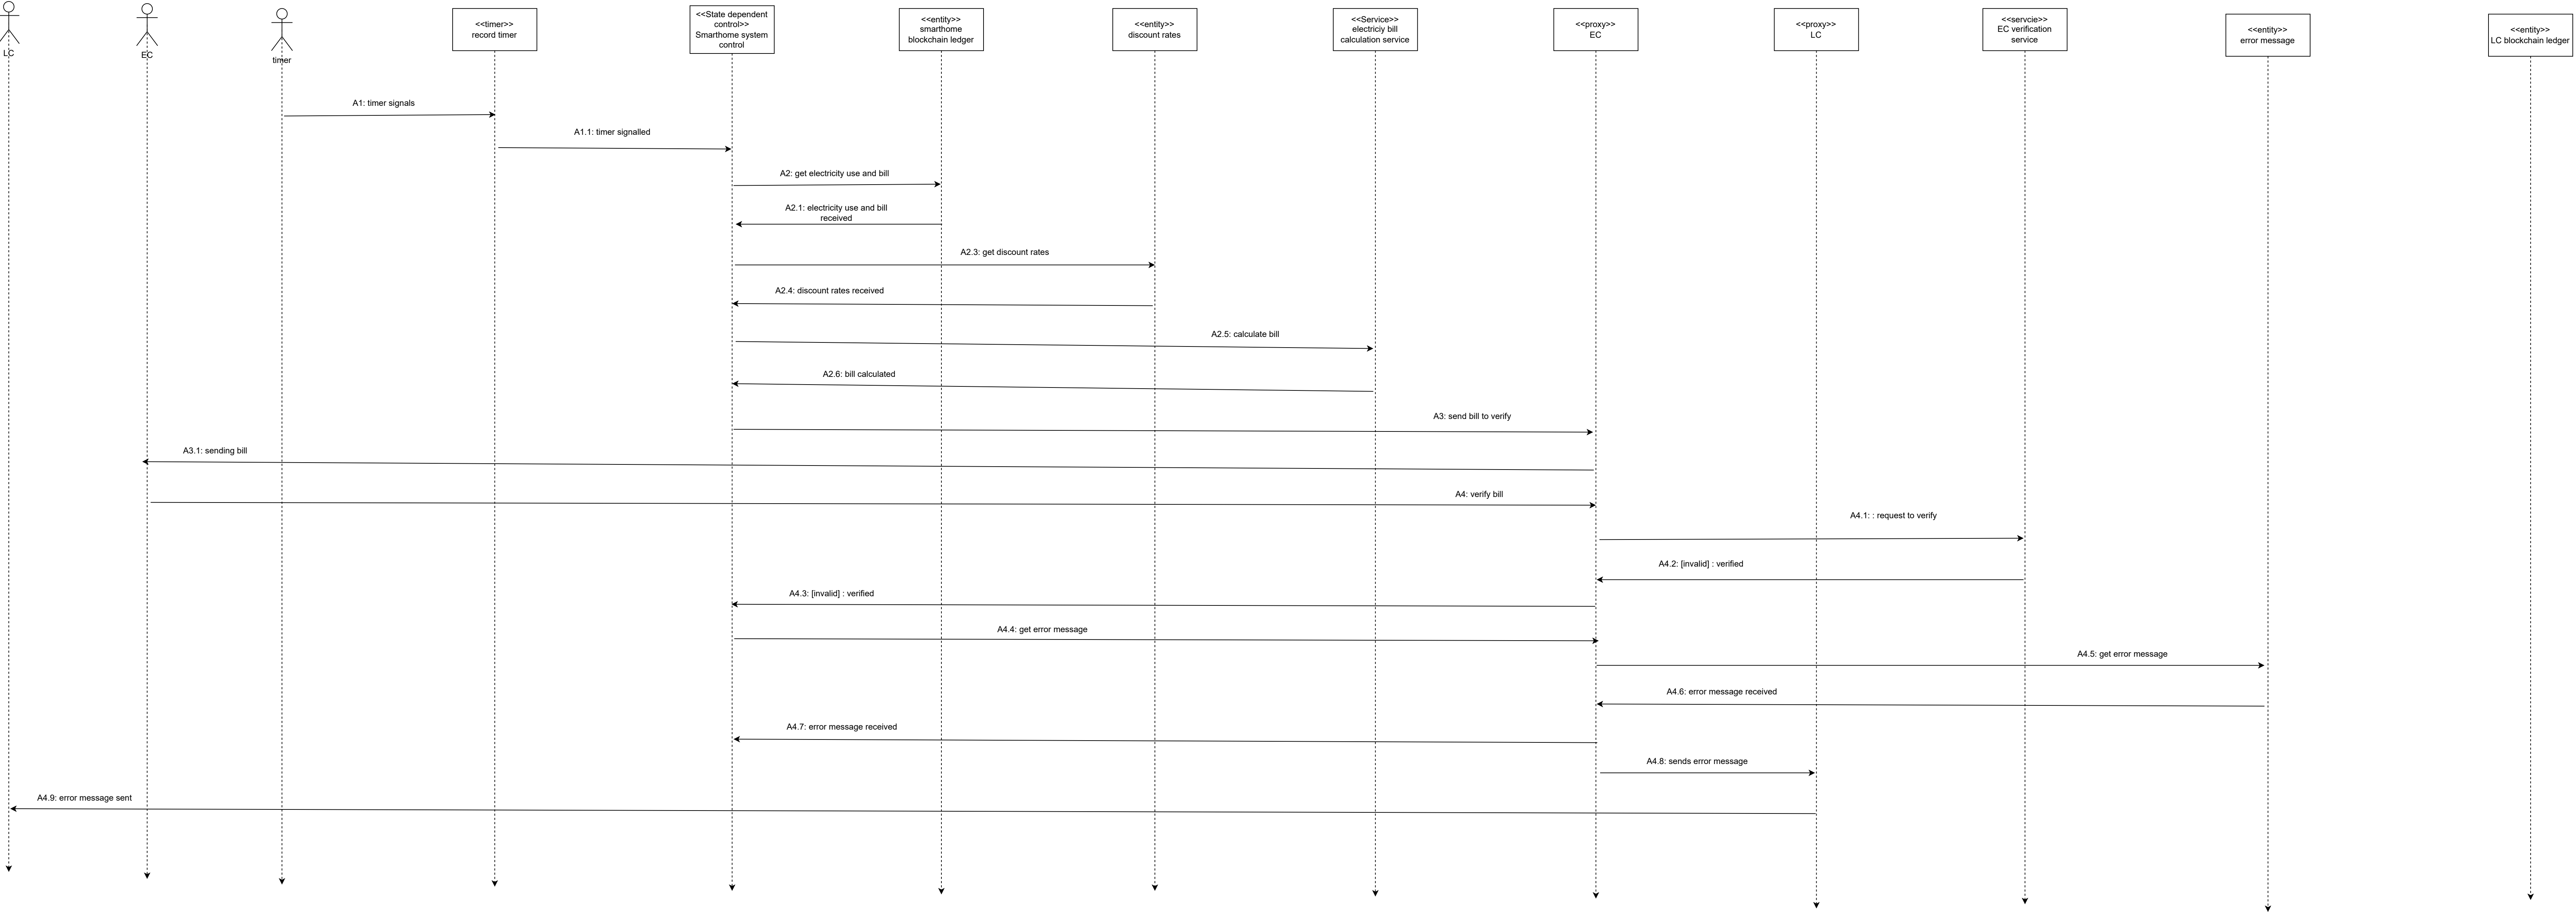 LC
EC
timer
<<timer>>
record timer
<<State dependent
control>>
Smarthome system
control
<<entity>>
smarthome
blockchain ledger
<<entity>>
discount rates
<<Service>>
electriciy bill
calculation service
<<proxy>>
EC
<<proxy>>
LC
<<servcie>>
EC verification
service
<<entity>>
error message
<<entity>>
LC blockchain ledger
A1: timer signals
A1.1: timer signalled
A2: get electricity use and bill
A2.1: electricity use and bill
received
A2.3: get discount rates
A2.4: discount rates received
A2.5: calculate bill
A2.6: bill calculated
A3: send bill to verify
A3.1: sending bill
A4: verify bill
A4.1: : request to verify
A4.2: [invalid] : verified
A4.3: [invalid] : verified
A4.4: get error message
A4.5: get error message
A4.6: error message received
A4.7: error message received
A4.8: sends error message
A4.9: error message sent